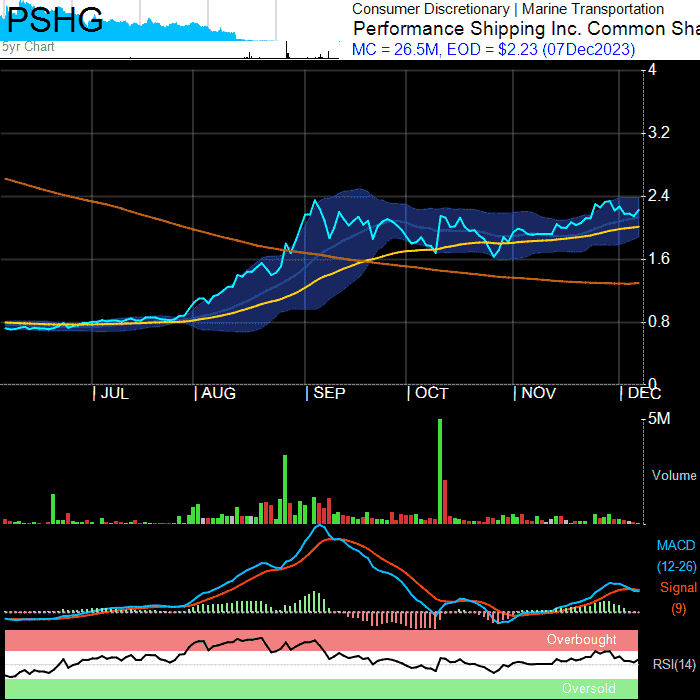 PSHG
5yr Chart
Consumer Discretionary | Marine Transportation
Performance Shipping Inc. Common Sha
MC = 26.5M, EOD = $2.23 (07Dec2023)
4
3.2
2.4
1.6
0.8
0
JUL
AUG
SEP
OCT
NOV
DEC
5M
Volume
MACD
(12-26)
Signal
(9)
Overbought
RSI(14)
Oversold